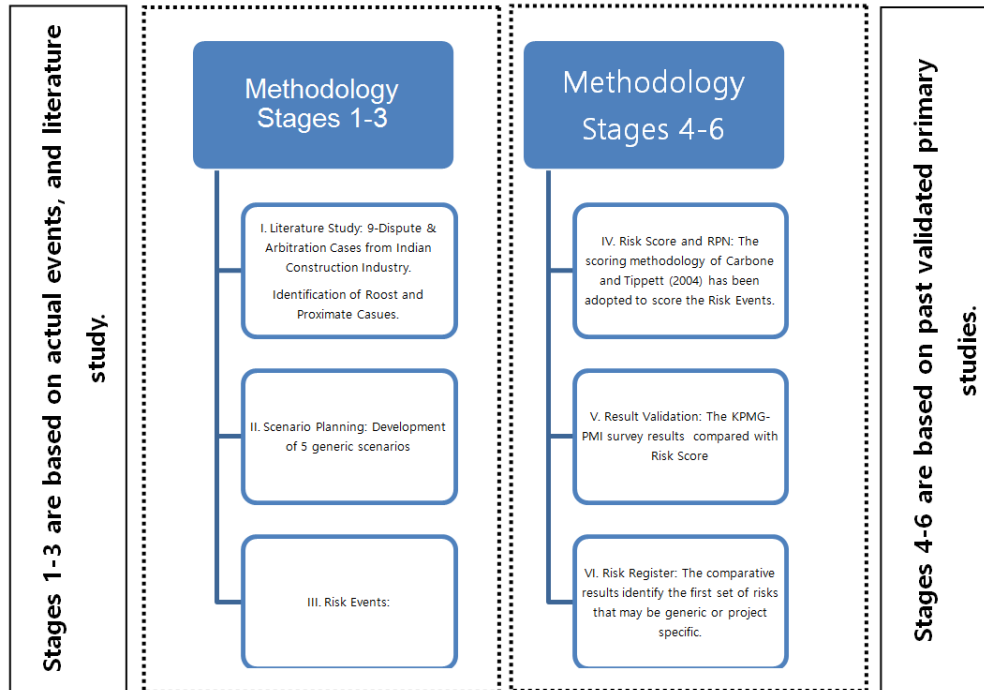 Stages 1-3 are based on actual events, and literature
study.
Methodology
Stages 1-3
I. Literature Study: 9-Dispute &
Arbitration Cases from Indian
Construction Industry.
Identification of Roost and
Proximate Casues.
II. Scenario Planning: Development
of 5 generic scenarios
III. Risk Events:
Methodology
Stages 4-6
IV. Risk Score and RPN: The
scoring methodology of Carbone
and Tippett (2004) has been
adopted to score the Risk Events.
V. Result Validation: The KPMG-
PMI survey results compared with
Risk Score
VI. Risk Register: The comparative
results identify the first set of risks
that may be generic or project
specific.
Stages 4-6 are based on past validated primary
studies.